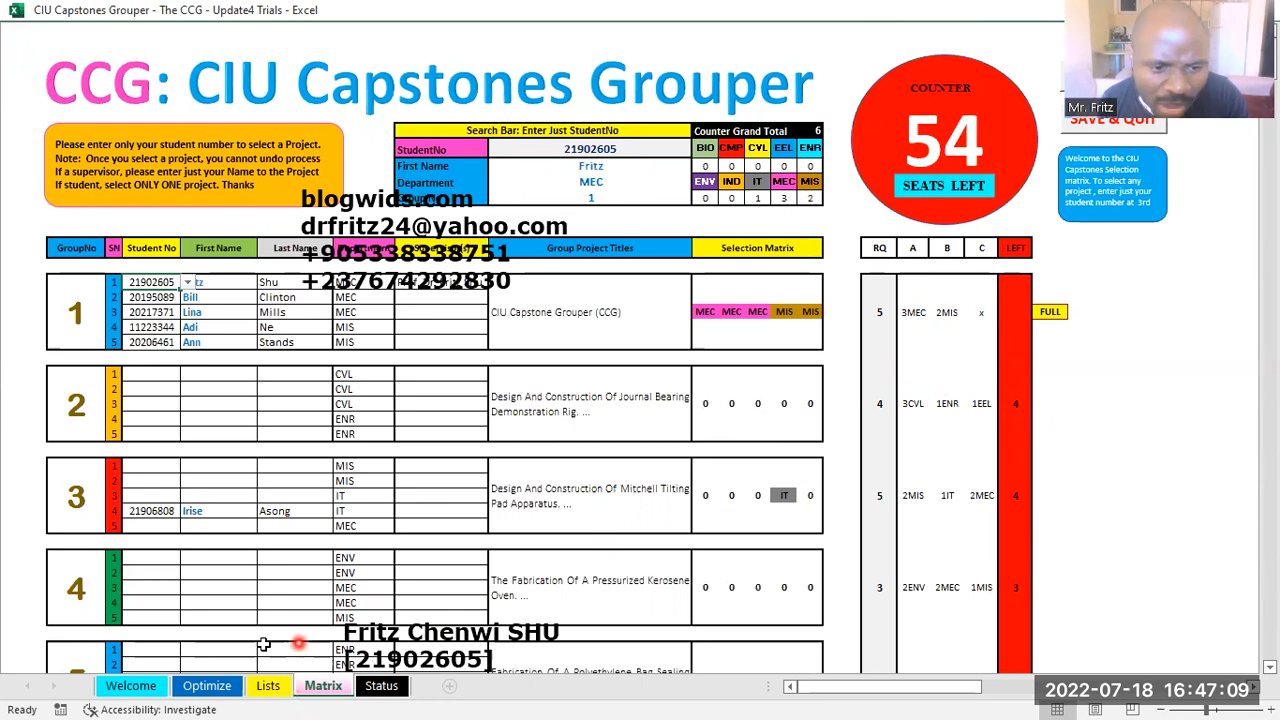 CIU Capstones Grouper - The CCG - Update4 Trials - Excel
CCG: CIU Capstones Grouper
Please enter only your student number to select a Project.
Note: Once you select a project, you cannot undo process
If a supervisor, please just enter your Name to the Project
If student, select ONLY ONE project. Thanks
Search Bar: Enter Just StudentNo
StudentNo 21902605
First Name Fritz
Department MEC
1
Counter Grand Total 6
BIO CMP CVL EEL ENR
0 0 0 0 0
ENV IND IT MEC MIS
0 0 1 3 2
COUNTER
54
SEATS LEFT
Mr. Fritz
SAVE & QUIT
Welcome to the CIU
Capstones Selection
matrix. To select any
project , enter just your
student number at 3rd
blogwids.com
drfritz24@yahoo.com
+905338338751
+237674292830
GroupNo SN Student No First Name Last Name Group Project Titles Selection Matrix
RQ A B C LEFT
1
1 21902605 tz Shu MEC
2 20195089 Bill Clinton MEC
3 20217371 Lina Mills MEC
4 11223344 Adi Ne MIS
5 20206461 Ann Stands MIS
CIU Capstone Grouper (CCG)
MEC MEC MEC MIS MIS
5 3MEC 2MIS x FULL
2
1 CVL
2 CVL
3 CVL
4 ENR
5 ENR
Design And Construction Of Journal Bearing
Demonstration Rig. ...
0 0 0 0 0
4 3CVL 1ENR 1EEL 4
3
1 MIS
2 MIS
3 IT
4 21906808 Irise Asong IT
5 MEC
Design And Construction Of Mitchell Tilting
Pad Apparatus. ...
0 0 0 IT 0
5 2MIS 1IT 2MEC 4
4
1 ENV
2 ENV
3 MEC
4 MEC
5 MIS
The Fabrication Of A Pressurized Kerosene
Oven. ...
0 0 0 0 0
3 2ENV 2MEC 1MIS 3
1 ENR
2 ENR
Fabrication Of A Polyethylene Bag Sealing
Fritz Chenwi SHU
[21902605]
Welcome Optimize Lists Matrix Status
2022-07-18 16:47:09
Ready Accessibility: Investigate